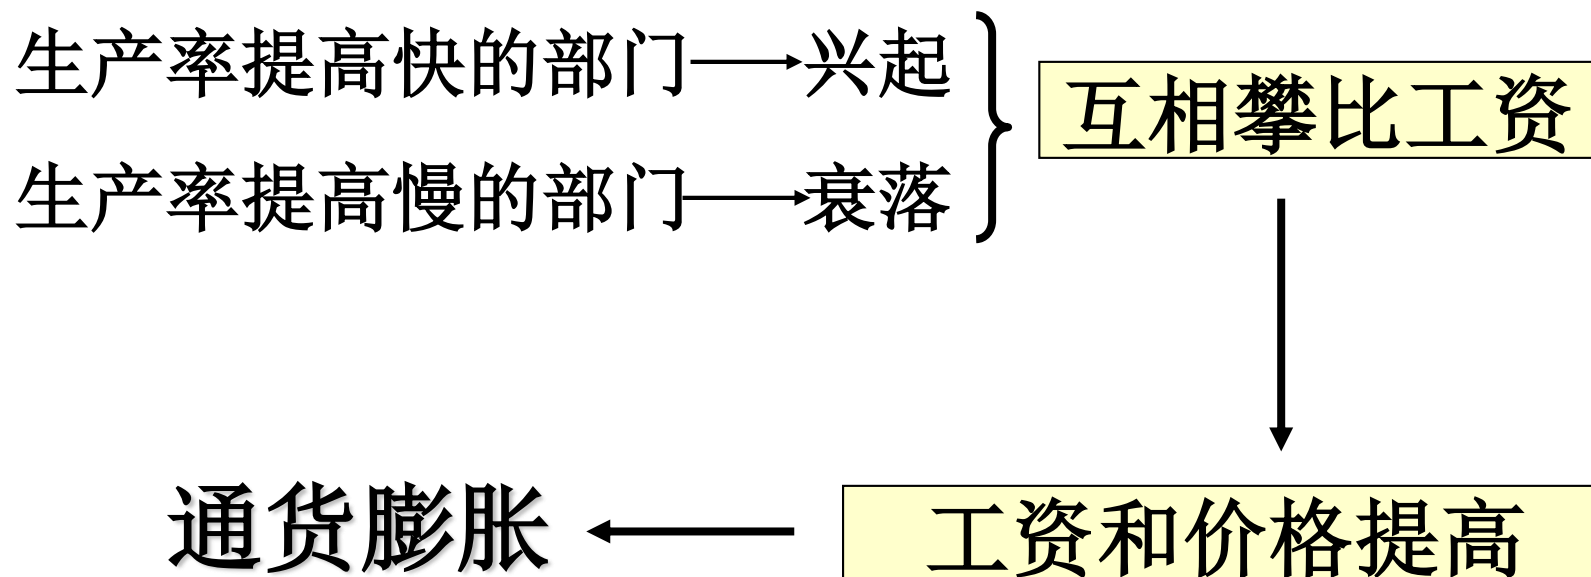 生产率提高快的部门 兴起
互相攀比工资
生产率提高慢的部门 衰落
工资和价格提高
通货膨胀